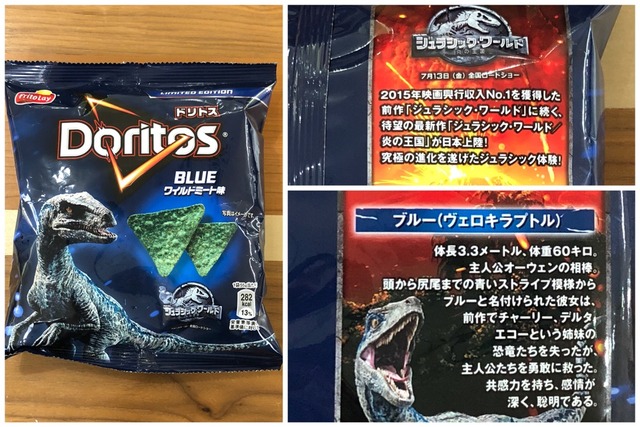 FritoLay
LIMITED EDITION
ドリトス
Doritos
BLUE
ワイルドミート味
写真はイメージです
282
kcal
13%
ジュラシック・ワールド
ジュラシック・ワールド
7月13日(金)全国ロードショー
2015年映画興行収入No.1を獲得した
前作「ジュラシック・ワールド」に続く、
待望の最新作「ジュラシック・ワールド/
炎の王国」が日本上陸!
究極の進化を遂げたジュラシック体験!
ブルー(ヴェロキラプトル)
体長3.3メートル、体重60キロ。
主人公オーウェンの相棒。
頭から尻尾までの青いストライプ模様から
ブルーと名付けられた彼女は、
前作でチャーリー、デルタ、
エコーという姉妹の
恐竜たちを失ったが、
主人公たちを勇敢に救った。
共感力を持ち、感情が
深く、聡明である。